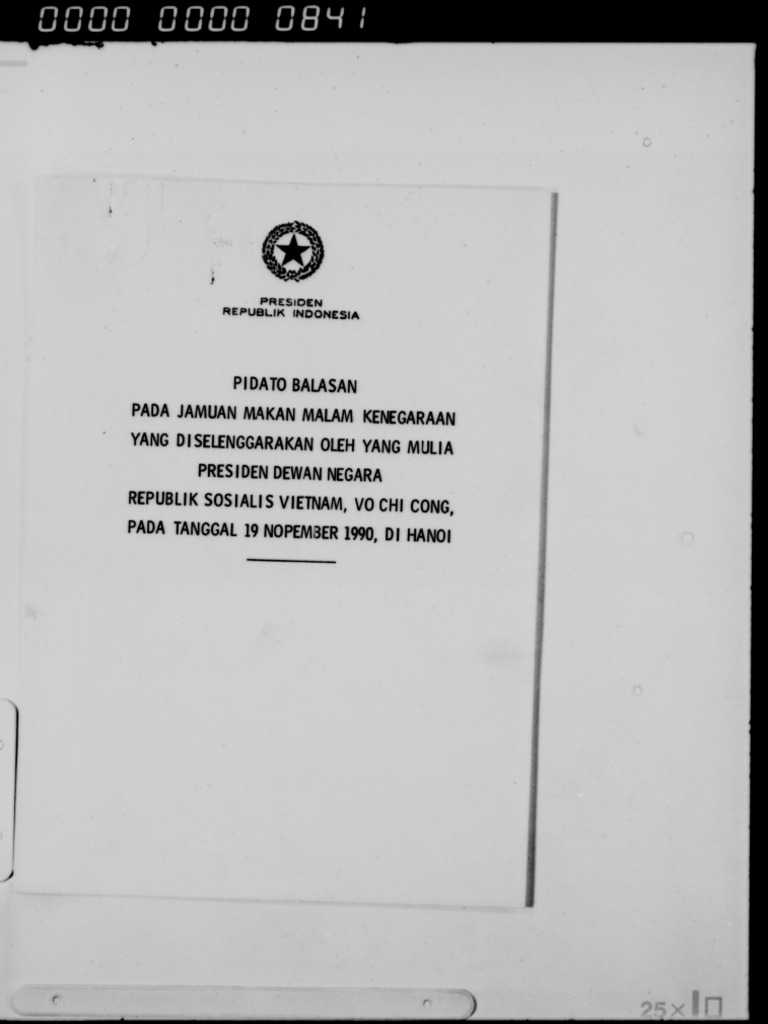 0000 0000 0841
PRESIDEN
REPUBLIK INDONESIA
PIDATO BALASAN
PADA JAMUAN MAKAN MALAM KENEGARAAN
YANG DISELENGGARAKAN OLEH YANG MULIA
PRESIDEN DEWAN NEGARA
REPUBLIK SOSIALIS VIETNAM, VO CHI CONG,
PADA TANGGAL 19 NOPEMBER 1990, DI HANOI
25×